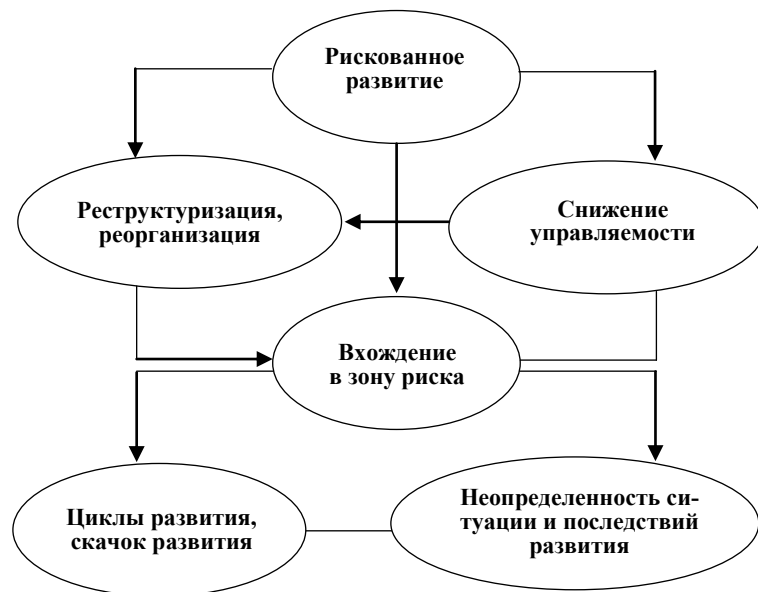 Рискованное
развитие
Реструктуризация,
реорганизация
Снижение
управляемости
Вхождение
в зону риска
Циклы развития,
скачок развития
Неопределенность си-
туации и последствий
развития